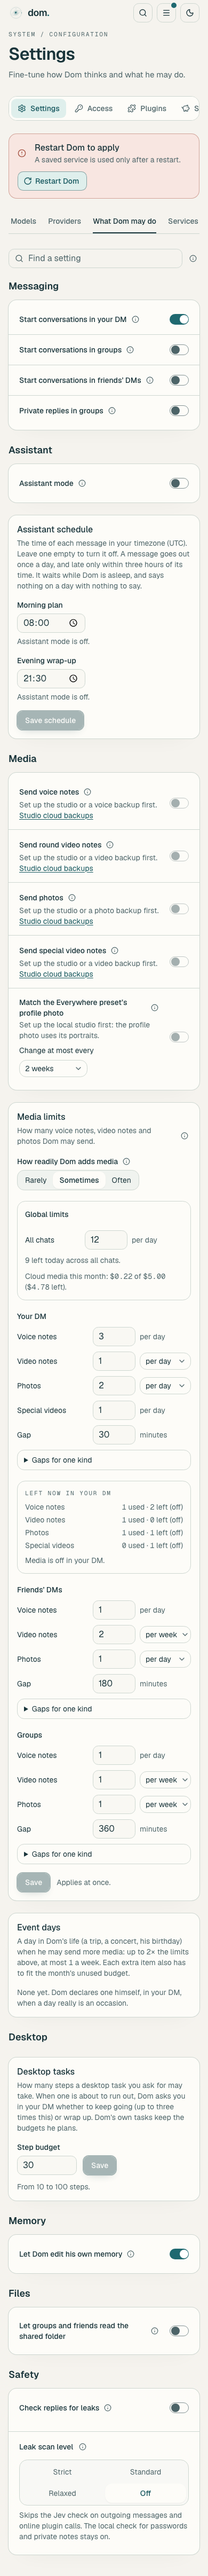 dom.
SYSTEM / CONFIGURATION
Settings
Fine-tune how Dom thinks and what he may do.
Settings Access Plugins S
Restart Dom to apply
A saved service is used only after a restart.
Restart Dom
Models Providers What Dom may do Services
Find a setting
Messaging
Start conversations in your DM
Start conversations in groups
Start conversations in friends' DMs
Private replies in groups
Assistant
Assistant mode
Assistant schedule
The time of each message in your timezone (UTC).
Leave one empty to turn it off. A message goes out
once a day, and late only within three hours of its
time. It waits while Dom is asleep, and says
nothing on a day with nothing to say.
Morning plan
08:00
Assistant mode is off.
Evening wrap-up
21:30
Assistant mode is off.
Save schedule
Media
Send voice notes
Set up the studio or a voice backup first.
Studio cloud backups
Send round video notes
Set up the studio or a video backup first.
Studio cloud backups
Send photos
Set up the studio or a photo backup first.
Studio cloud backups
Send special video notes
Set up the studio or a video backup first.
Studio cloud backups
Match the Everywhere preset's
profile photo
Set up the local studio first: the profile
photo uses its portraits.
Change at most every
2 weeks
Media limits
How many voice notes, video notes and
photos Dom may send.
How readily Dom adds media
Rarely Sometimes Often
Global limits
All chats 12 per day
9 left today across all chats.
Cloud media this month: $0.22 of $5.00
($4.78 left).
Your DM
Voice notes 3 per day
Video notes 1 per day
Photos 2 per day
Special videos 1 per day
Gap 30 minutes
Gaps for one kind
LEFT NOW IN YOUR DM
Voice notes 1 used · 2 left (off)
Video notes 1 used · 0 left (off)
Photos 1 used · 1 left (off)
Special videos 0 used · 1 left (off)
Media is off in your DM.
Friends' DMs
Voice notes 1 per day
Video notes 2 per week
Photos 1 per day
Gap 180 minutes
Gaps for one kind
Groups
Voice notes 1 per day
Video notes 1 per week
Photos 1 per week
Gap 360 minutes
Gaps for one kind
Save Applies at once.
Event days
A day in Dom's life (a trip, a concert, his birthday)
when he may send more media: up to 2× the limits
above, at most 1 a week. Each extra item also has
to fit the month's unused budget.
None yet. Dom declares one himself, in your DM,
when a day really is an occasion.
Desktop
Desktop tasks
How many steps a desktop task you ask for may
take. When one is about to run out, Dom asks you
in your DM whether to keep going (up to three
times this) or wrap up. Dom's own tasks keep the
budgets he plans.
Step budget
30 Save
From 10 to 100 steps.
Memory
Let Dom edit his own memory
Files
Let groups and friends read the
shared folder
Safety
Check replies for leaks
Leak scan level
Strict Standard
Relaxed Off
Skips the Jev check on outgoing messages and
online plugin calls. The local check for passwords
and private notes stays on.